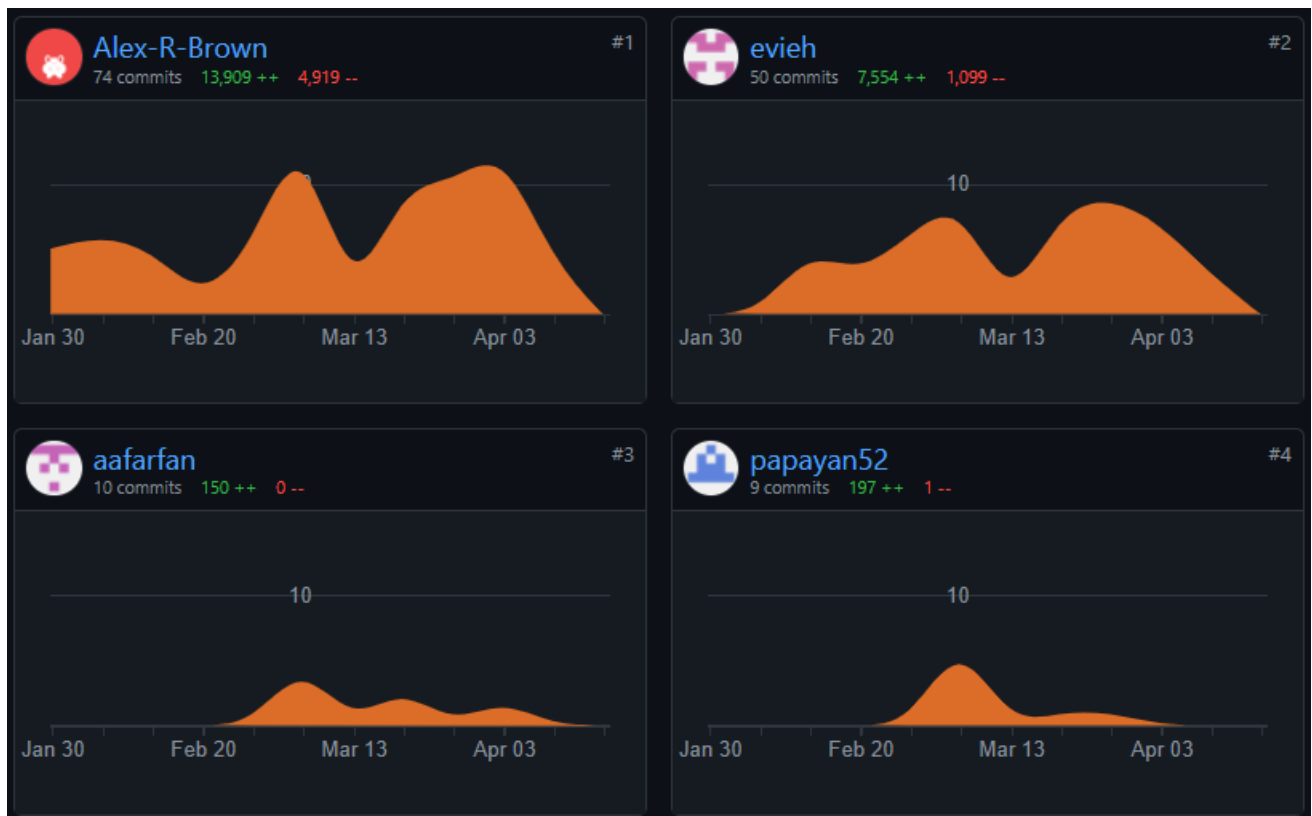 Alex-R-Brown #1
74 commits 13,909 ++ 4,919 --
Jan 30 Feb 20 Mar 13 Apr 03
evieh #2
50 commits 7,554 ++ 1,099 --
10
Jan 30 Feb 20 Mar 13 Apr 03
aafarfan #3
10 commits 150 ++ 0 --
10
Jan 30 Feb 20 Mar 13 Apr 03
papayan52 #4
9 commits 197 ++ 1 --
10
Jan 30 Feb 20 Mar 13 Apr 03